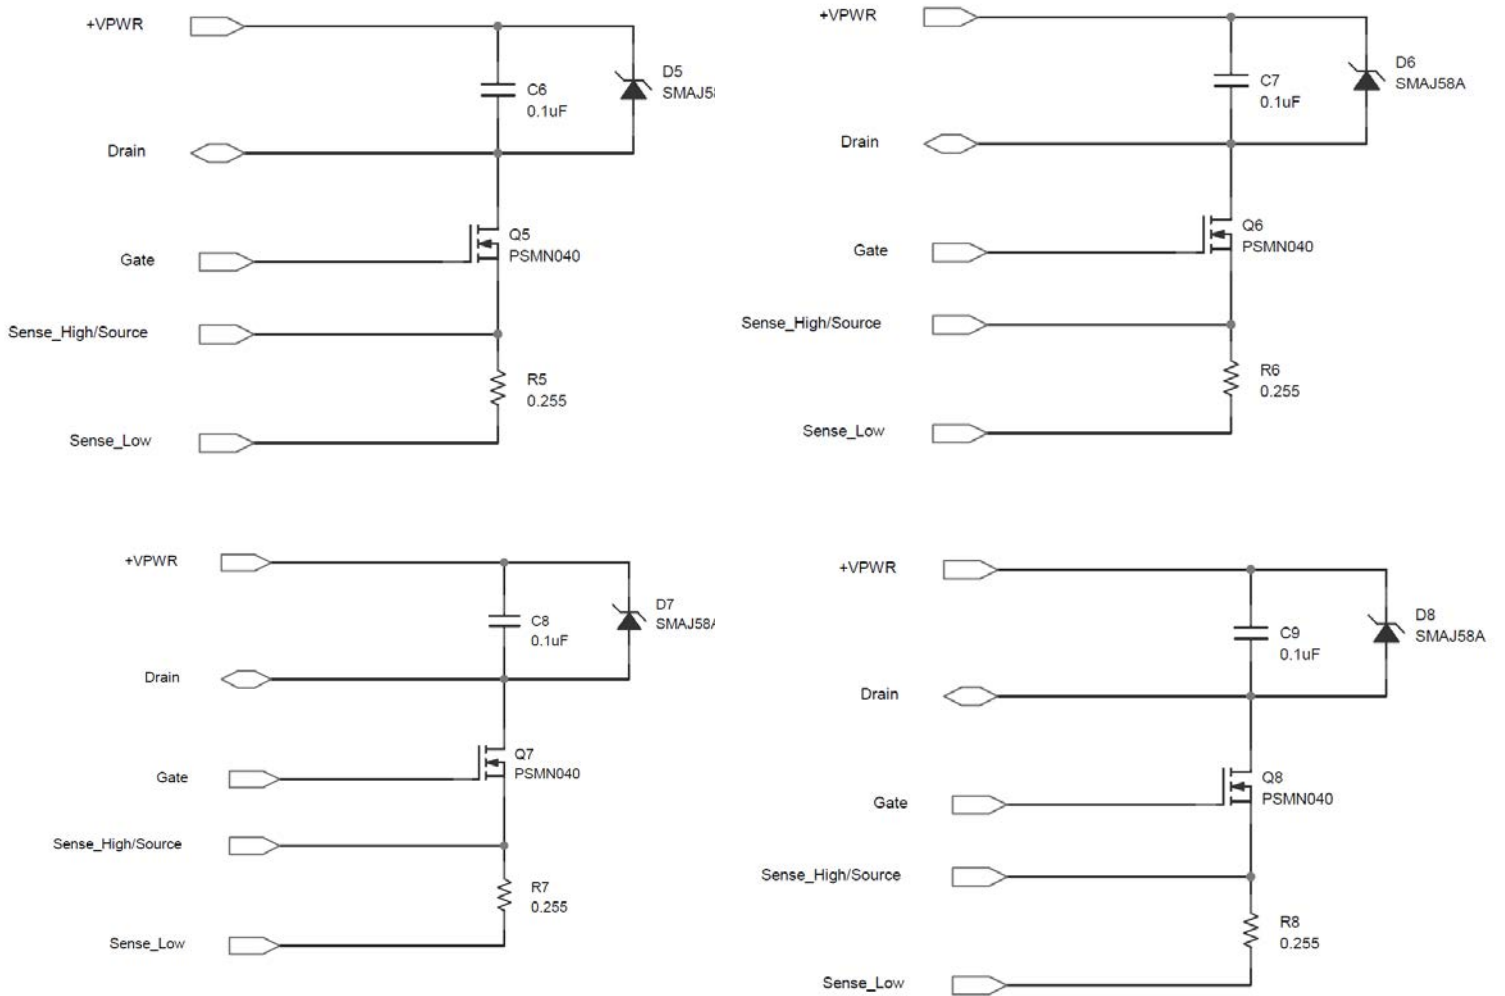 +VPWR
C6
0.1uF
D5
SMAJ5
Drain
Gate
Q5
PSMN040
Sense_High/Source
R5
0.255
Sense_Low
+VPWR
C7
0.1uF
D6
SMAJ58A
Drain
Gate
Q6
PSMN040
Sense_High/Source
R6
0.255
Sense_Low
+VPWR
C8
0.1uF
D7
SMAJ58A
Drain
Gate
Q7
PSMN040
Sense_High/Source
R7
0.255
Sense_Low
+VPWR
C9
0.1uF
D8
SMAJ58A
Drain
Gate
Q8
PSMN040
Sense_High/Source
R8
0.255
Sense_Low